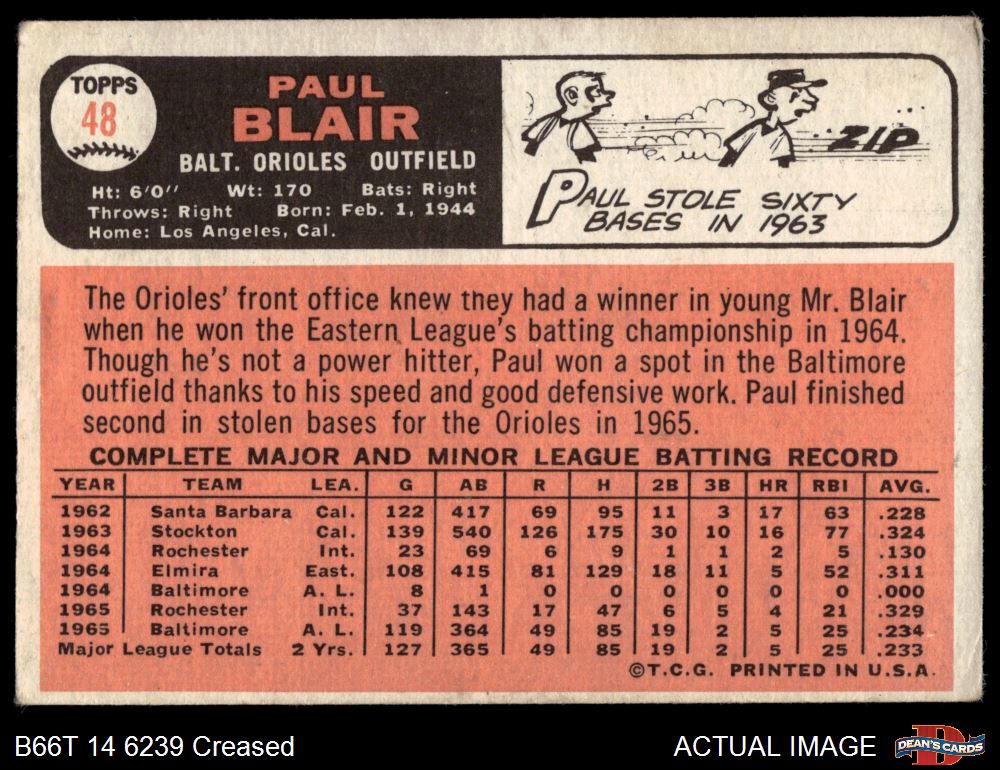 TOPPS
48
PAUL
BLAIR
BALT. ORIOLES OUTFIELD
Ht: 6'0" Wt: 170 Bats: Right
Throws: Right Born: Feb. 1, 1944
Home: Los Angeles, Cal.
ZIP
PAUL STOLE SIXTY
BASES IN 1963
The Orioles' front office knew they had a winner in young Mr. Blair
when he won the Eastern League's batting championship in 1964.
Though he's not a power hitter, Paul won a spot in the Baltimore
outfield thanks to his speed and good defensive work. Paul finished
second in stolen bases for the Orioles in 1965.
COMPLETE MAJOR AND MINOR LEAGUE BATTING RECORD
YEAR TEAM LEA. G AB R H 2B 3B HR RBI AVG.
1962 Santa Barbara Cal. 122 417 69 95 11 3 17 63 .228
1963 Stockton Cal. 139 540 126 175 30 10 16 77 .324
1964 Rochester Int. 23 69 6 9 1 1 2 5 .130
1964 Elmira East. 108 415 81 129 18 11 5 52 .311
1964 Baltimore A. L. 8 1 0 0 0 0 0 0 .000
1965 Rochester Int. 37 143 17 47 6 5 4 21 .329
1965 Baltimore A. L. 119 364 49 85 19 2 5 25 .234
Major League Totals 2 Yrs. 127 365 49 85 19 2 5 25 .233
©T.C.G. PRINTED IN U.S.A.
B66T 14 6239 Creased
ACTUAL IMAGE
DEAN'S CARDS